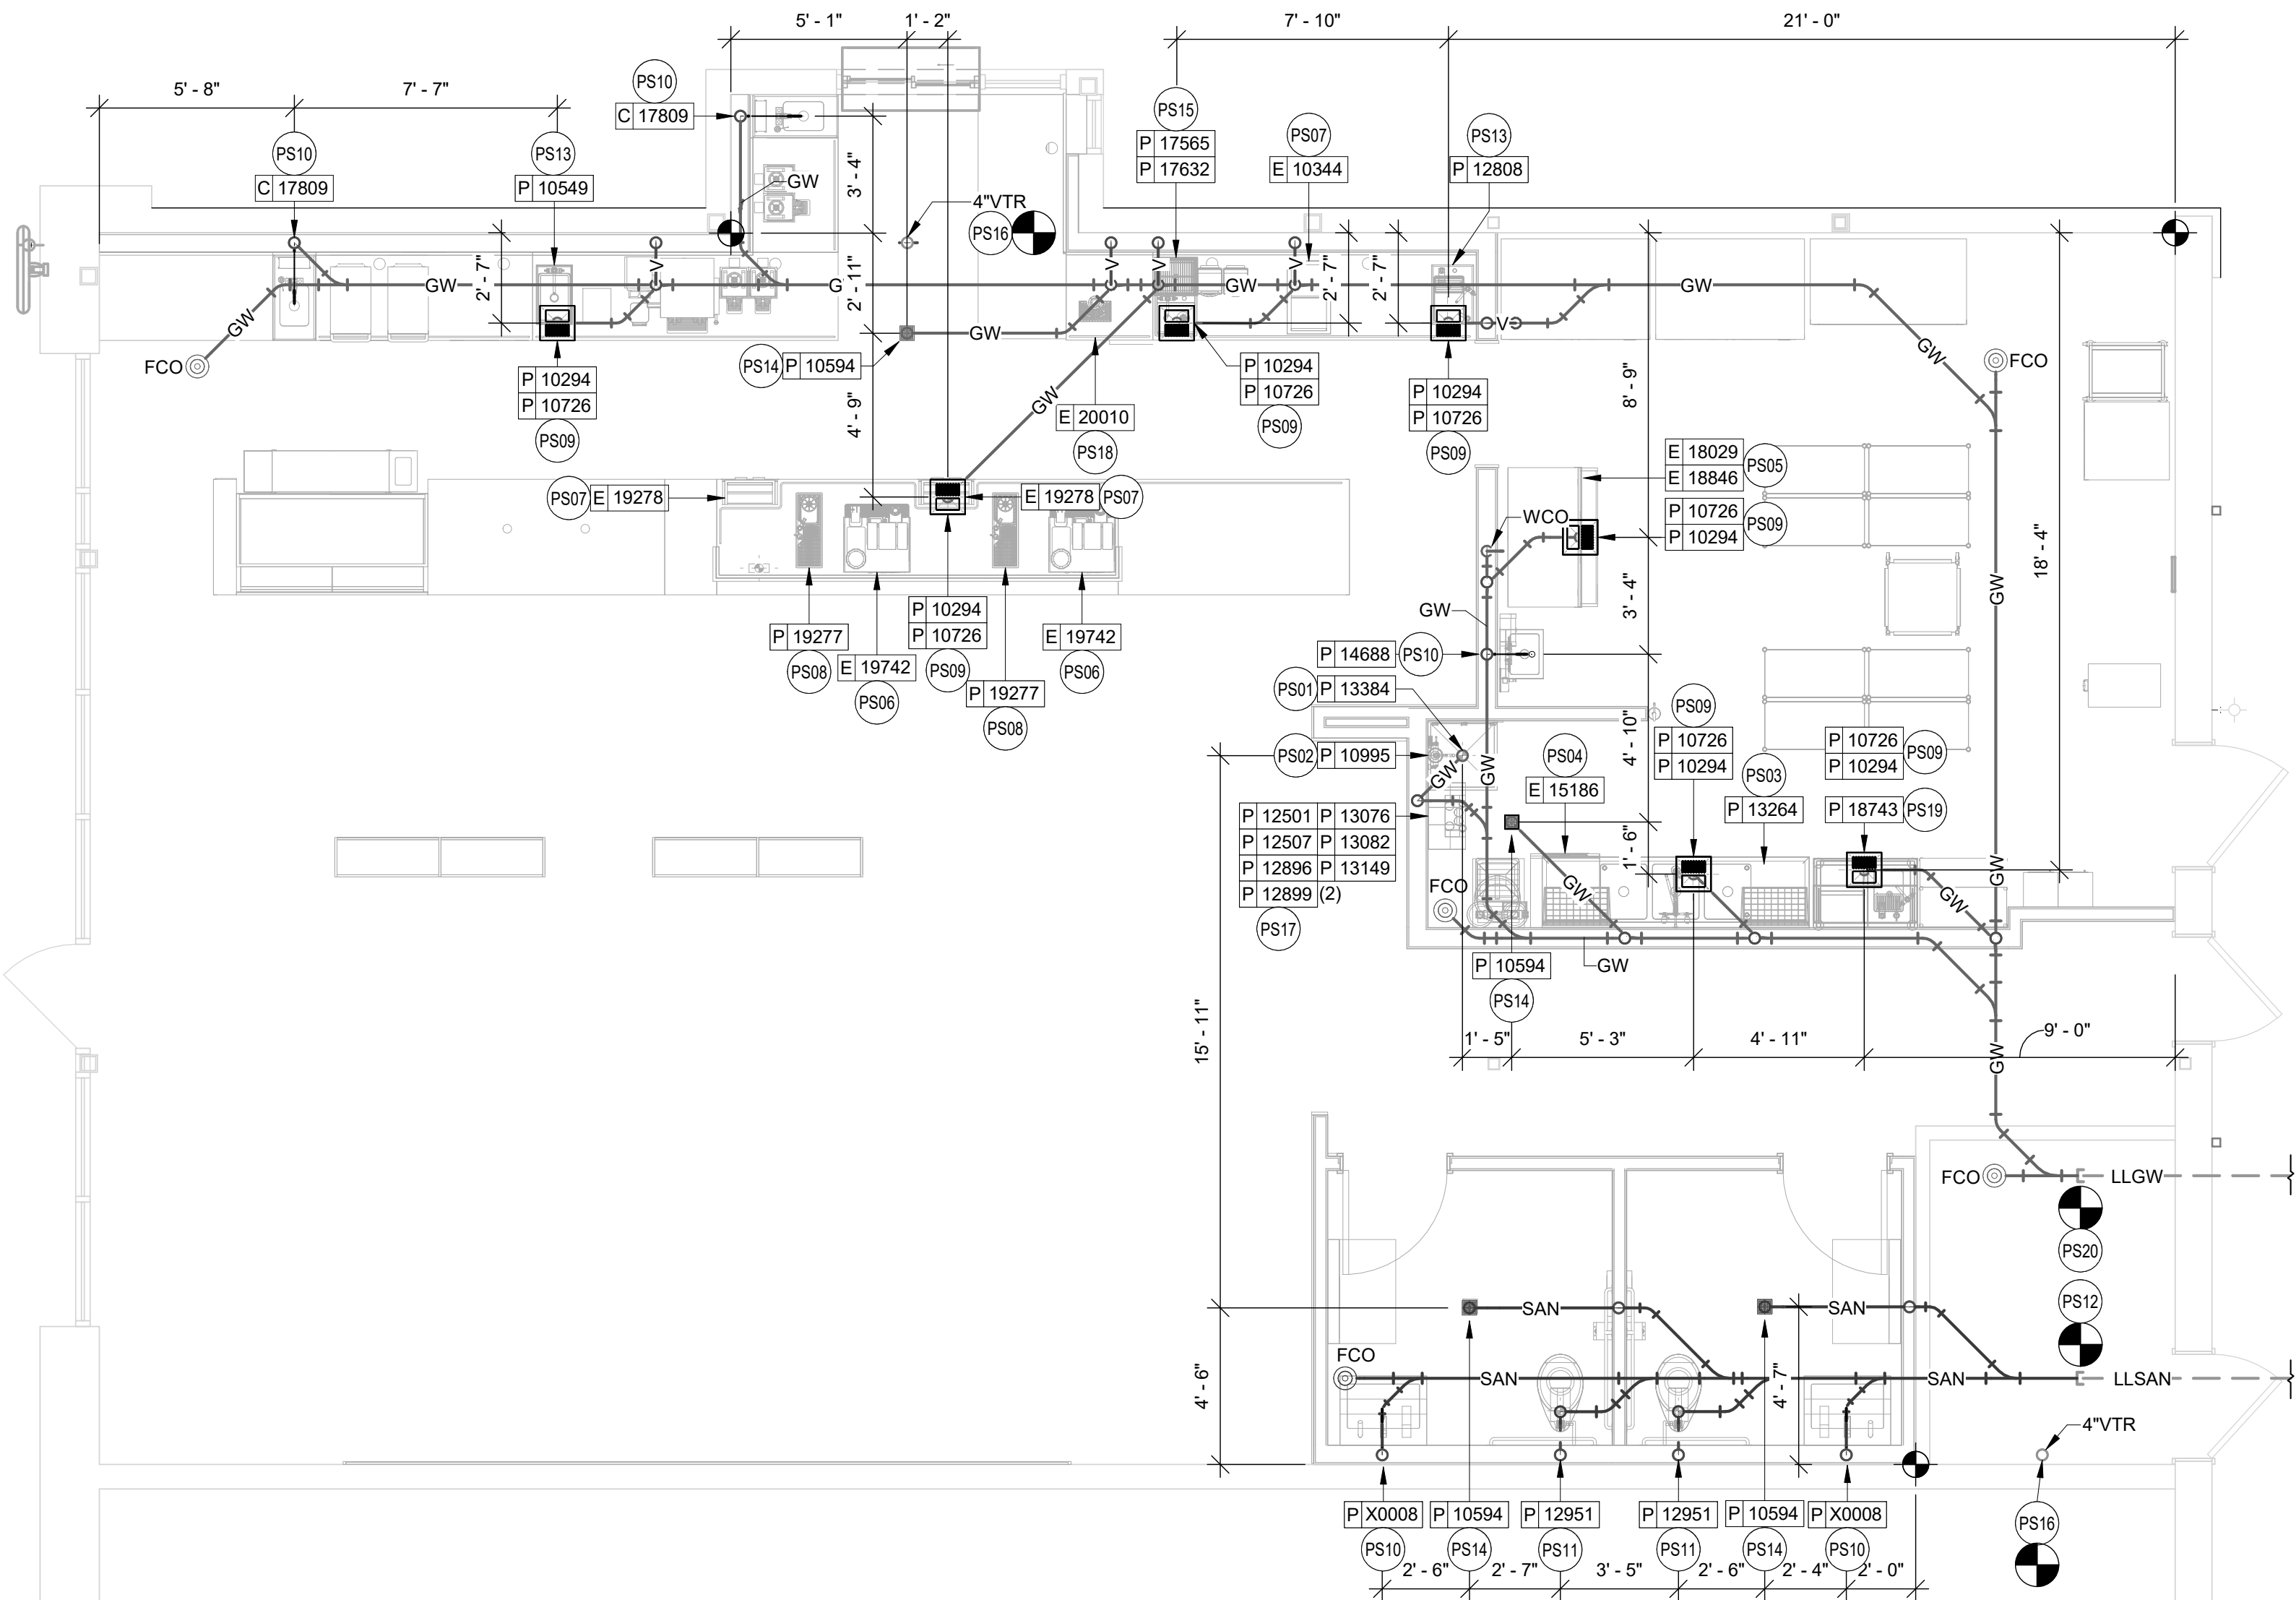 5' - 1" 1' - 2" 7' - 10" 21' - 0"
5' - 8" 7' - 7"
PS10
C 17809
PS10
C 17809
PS13
P 10549
3' - 4"
GW
4"VTR
PS16
PS15
P 17565
P 17632
PS07
E 10344
PS13
P 12808
2' - 7"
V
2' - 11"
V
V
V
2' - 7"
2' - 7"
GW
G
GW
GW
GW
GW
V
GW
FCO
PS14 P 10594
GW
FCO
P 10294
P 10726
PS09
4' - 9"
GW
E 20010
PS18
P 10294
P 10726
PS09
P 10294
P 10726
PS09
8' - 9"
E 18029
E 18846
PS05
P 10726
P 10294
PS09
18' - 4"
PS07 E 19278
E 19278 PS07
WCO
GW
GW
3' - 4"
P 19277
PS08
E 19742
PS06
P 10294
P 10726
PS09
P 19277
PS08
E 19742
PS06
P 14688 PS10
PS01 P 13384
PS02 P 10995
GW
GW
4' - 10"
PS09
P 10726
P 10294
PS04
E 15186
PS03
P 13264
P 10726
P 10294
PS09
P 18743 PS19
P 12501 P 13076
P 12507 P 13082
P 12896 P 13149
P 12899 (2)
PS17
1' - 6"
FCO
GW
GW
GW
GW
P 10594
PS14
15' - 11"
1' - 5" 5' - 3" 4' - 11" 9' - 0"
GW
FCO
LLGW
PS20
PS12
SAN
SAN
FCO
SAN
SAN
LLSAN
4' - 6"
4' - 7"
4"VTR
P X0008
PS10
P 10594
PS14
P 12951
PS11
P 12951
PS11
P 10594
PS14
P X0008
PS10
PS16
2' - 6" 2' - 7" 3' - 5" 2' - 6" 2' - 4" 2' - 0"